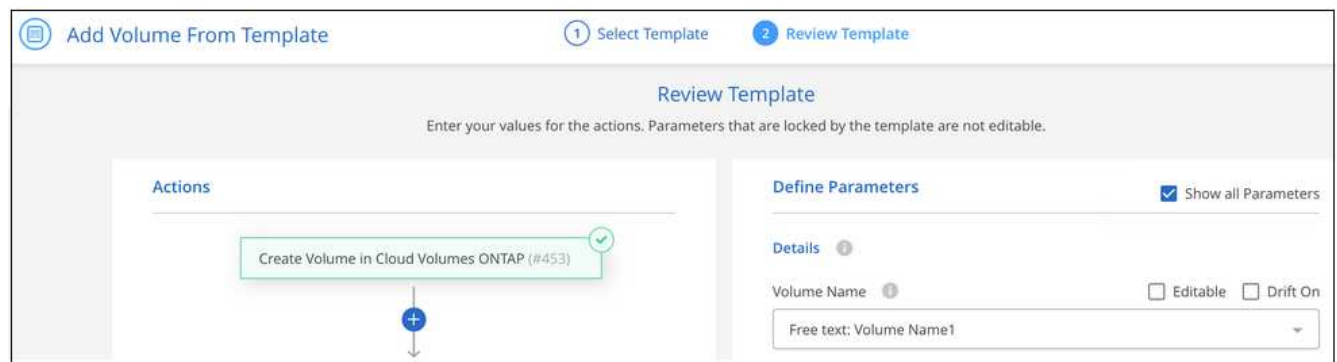 Add Volume From Template
1 Select Template
2 Review Template
Review Template
Enter your values for the actions. Parameters that are locked by the template are not editable.
Actions
Create Volume in Cloud Volumes ONTAP (#453)
Define Parameters
Show all Parameters
Details
Volume Name
Editable
Drift On
Free text: Volume Name1